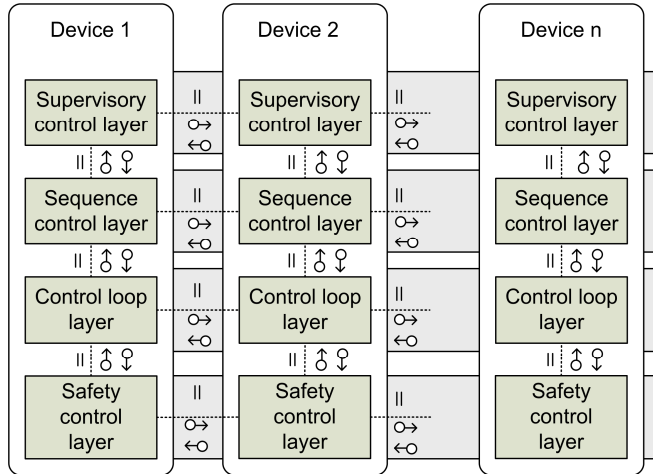 Device 1
Device 2
Device n
Supervisory
control layer
Supervisory
control layer
Supervisory
control layer
Sequence
control layer
Sequence
control layer
Sequence
control layer
Control loop
layer
Control loop
layer
Control loop
layer
Safety
control
layer
Safety
control
layer
Safety
control
layer